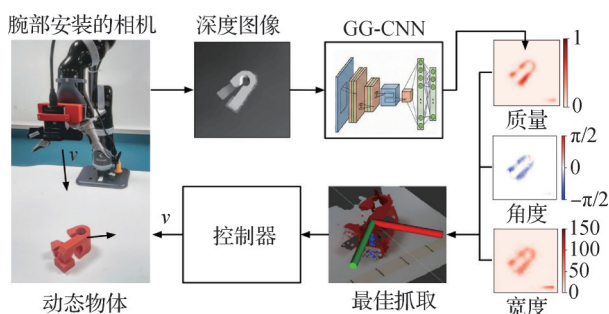 腕部安装的相机
深度图像
GG-CNN
1
0
质量
π/2
0
−π/2
角度
150
100
50
0
宽度
v
v
控制器
动态物体
最佳抓取